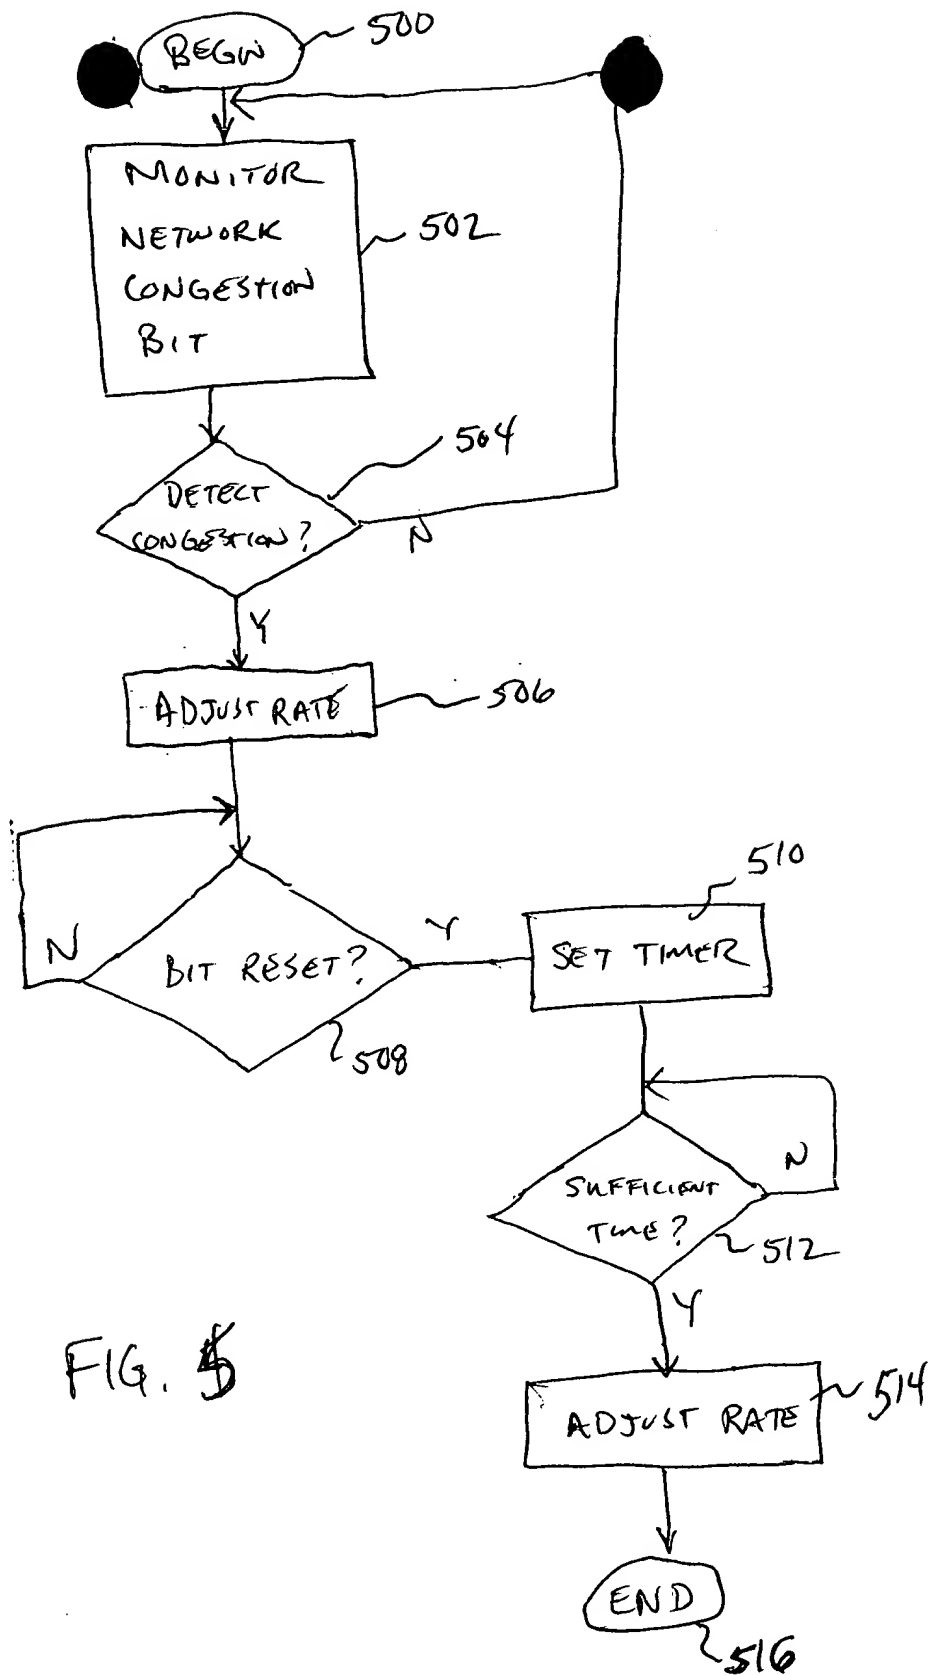 BEGIN
500
MONITOR
NETWORK
CONGESTION
BIT
502
DETECT
CONGESTION?
504
N
Y
ADJUST RATE
506
BIT RESET?
N
Y
508
SET TIMER
510
SUFFICIENT
TIME?
N
512
Y
ADJUST RATE
514
END
516
FIG. 5